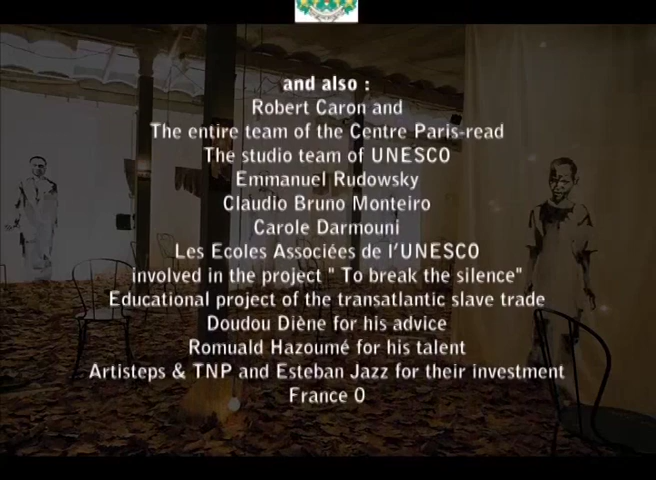 and also :
Robert Caron and
The entire team of the Centre Paris-read
The studio team of UNESCO
Emmanuel Rudowsky
Claudio Bruno Monteiro
Carole Darmouni
Les Ecoles Associées de l'UNESCO
involved in the project " To break the silence"
Educational project of the transatlantic slave trade
Doudou Diène for his advice
Romuald Hazoumé for his talent
Artisteps & TNP and Esteban Jazz for their investment
France O